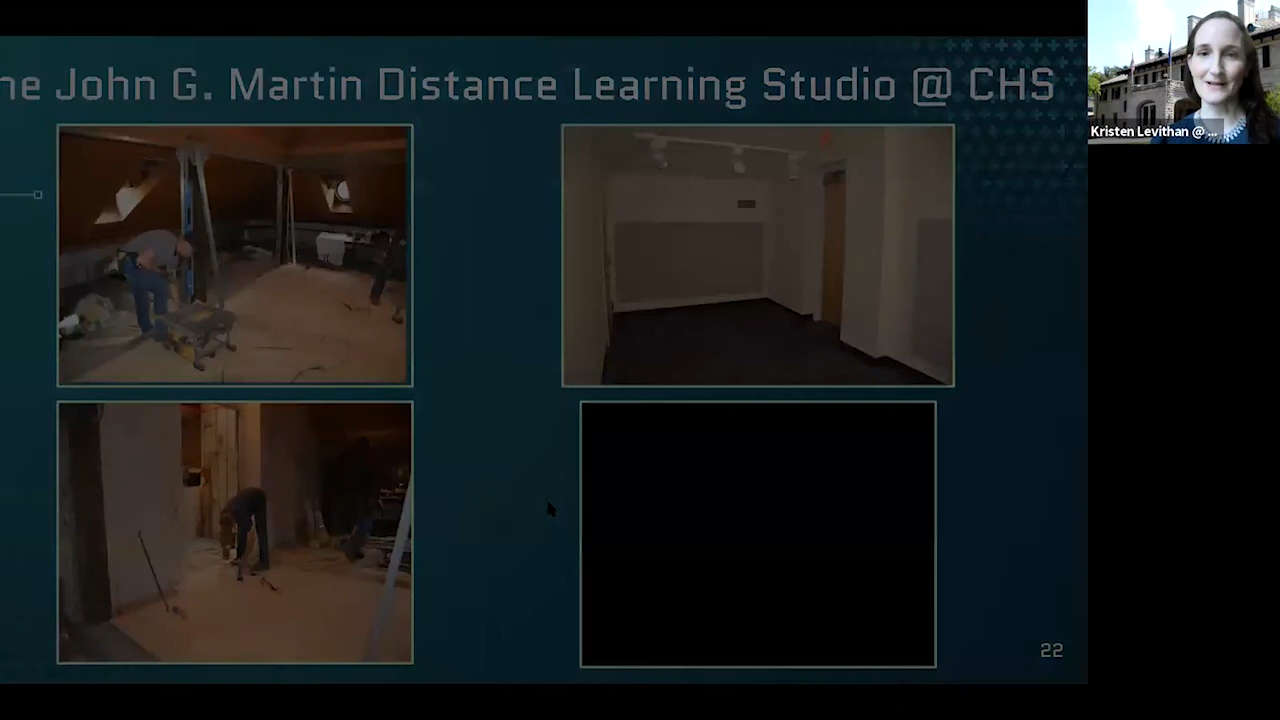 ne John G. Martin Distance Learning Studio @ CHS
Kristen Levithan @ ...
22